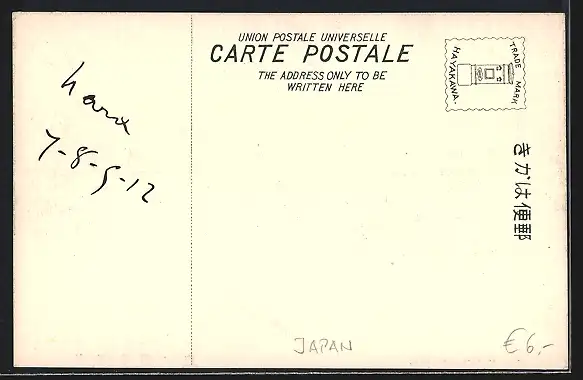 UNION POSTALE UNIVERSELLE
CARTE POSTALE
THE ADDRESS ONLY TO BE
WRITTEN HERE
TRADE MARK
HAYAKAWA.
きかは便郵
Nara
7-8-5-12
JAPAN
€6,-